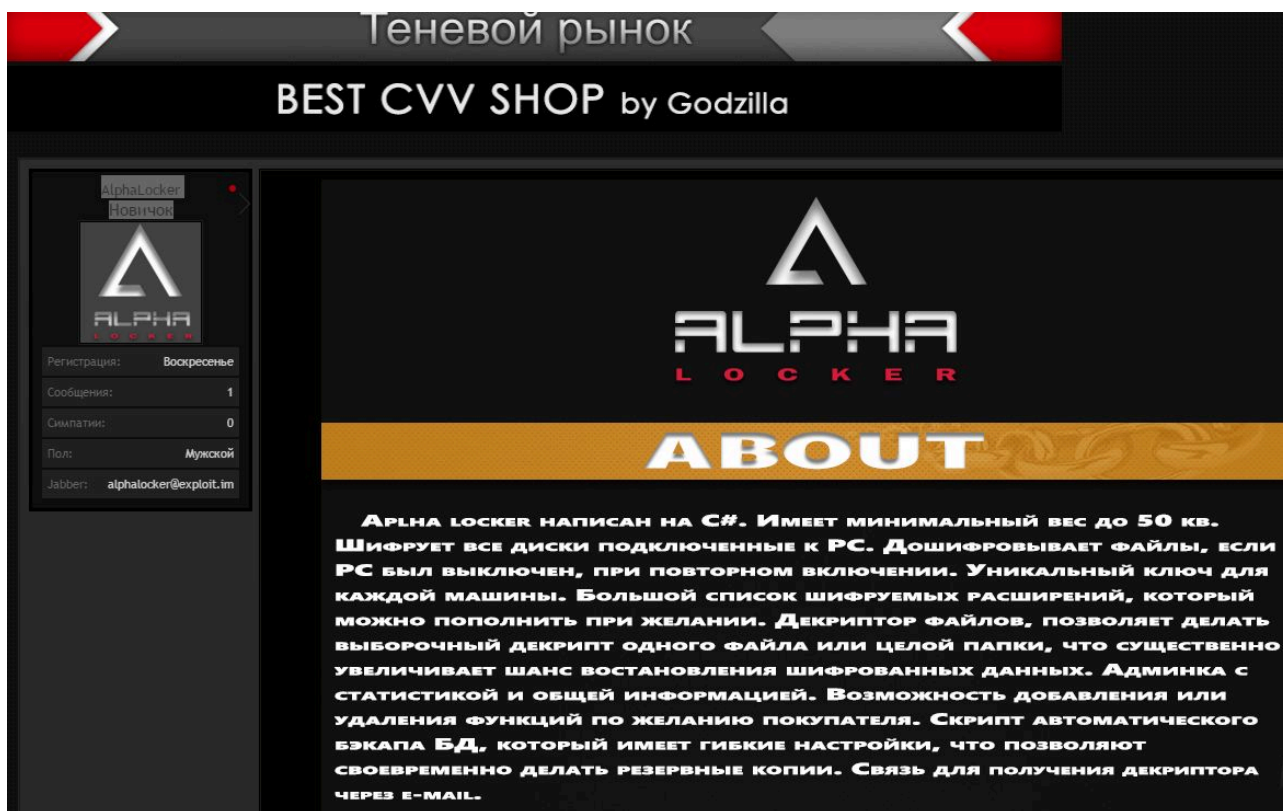 Теневой рынок
BEST CVV SHOP by Godzilla
AlphaLocker
Новичок
ALPHA
LOCKER
Регистрация: Воскресенье
Сообщения: 1
Симпатии: 0
Пол: Мужской
Jabber: alphalocker@exploit.im
ALPHA
LOCKER
ABOUT
Aplha locker написан на C#. Имеет минимальный вес до 50 кб.
Шифрует все диски подключенные к PC. Дошифровывает файлы, если
PC был выключен, при повторном включении. Уникальный ключ для
каждой машины. Большой список шифруемых расширений, который
можно пополнить при желании. Декриптор файлов, позволяет делать
выборочный декрипт одного файла или целой папки, что существенно
увеличивает шанс востановления шифрованных данных. Админка с
статистикой и общей информацией. Возможность добавления или
удаления функций по желанию покупателя. Скрипт автоматического
бэкапа БД, который имеет гибкие настройки, что позволяют
своевременно делать резервные копии. Связь для получения декриптора
через e-mail.